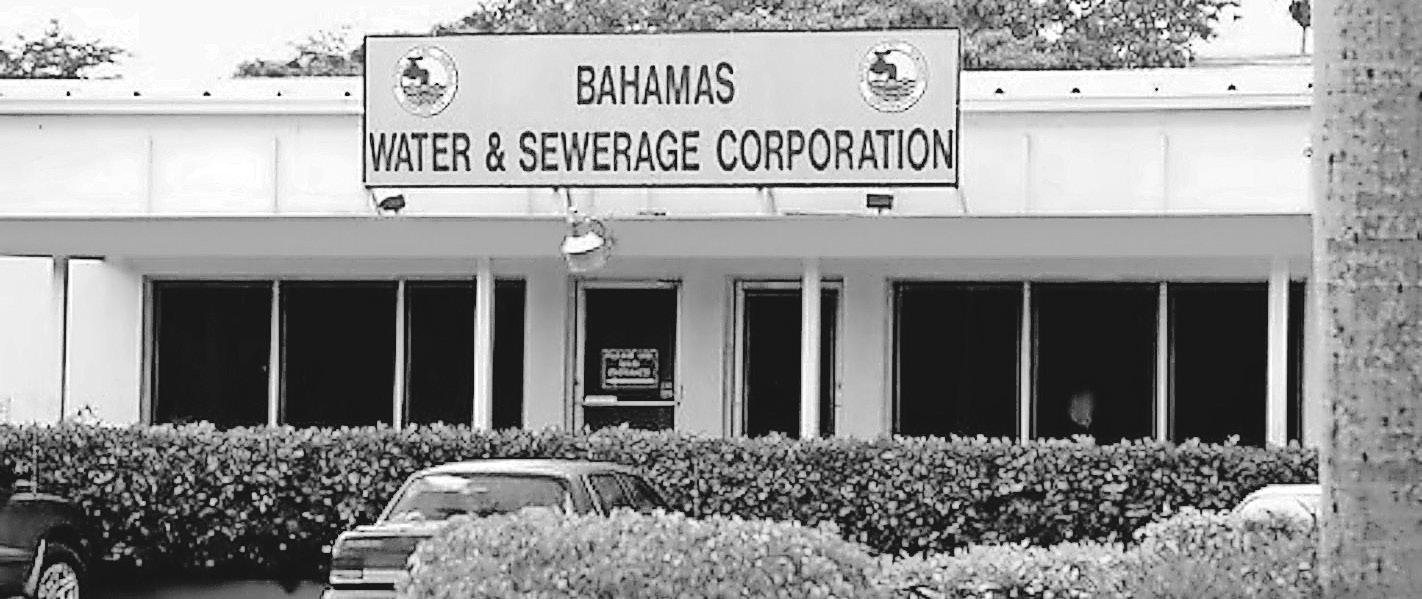 BAHAMAS
WATER & SEWERAGE CORPORATION